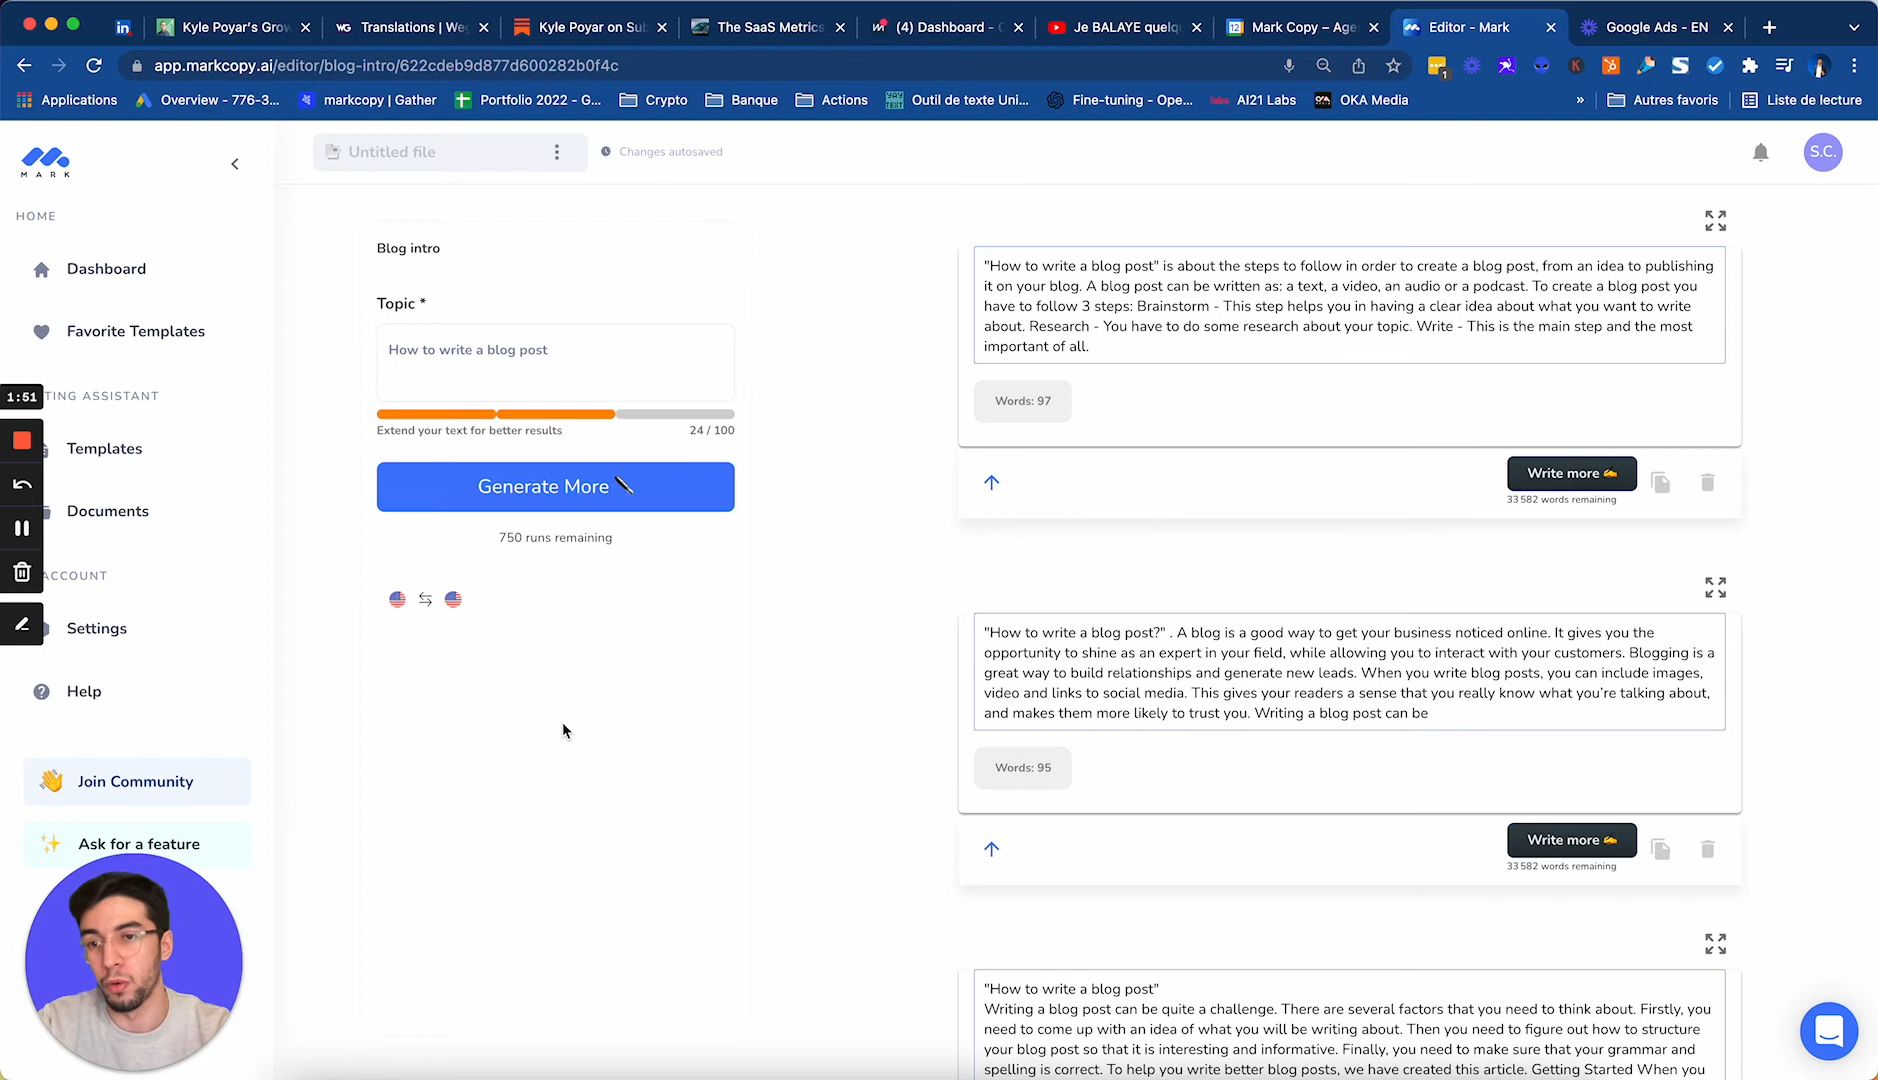 Kyle Poyar's Grov
WG Translations | Weg
Kyle Poyar on Sub
The SaaS Metrics
(4) Dashboard - C
Je BALAYE quelq
Mark Copy – Age
Editor - Mark
Google Ads - EN
app.markcopy.ai/editor/blog-intro/622cdeb9d877d600282b0f4c
Applications
Overview - 776-3...
markcopy | Gather
Portfolio 2022 - G...
Crypto
Banque
Actions
Outil de texte Uni...
Fine-tuning - Ope...
AI21 Labs
OKA Media
»
Autres favoris
Liste de lecture
MARK
Untitled file
Changes autosaved
S.C.
HOME
Dashboard
Favorite Templates
1:51
TING ASSISTANT
Templates
Documents
ACCOUNT
Settings
Help
Join Community
Ask for a feature
Blog intro
Topic *
How to write a blog post
Extend your text for better results
24 / 100
Generate More
750 runs remaining
"How to write a blog post" is about the steps to follow in order to create a blog post, from an idea to publishing
it on your blog. A blog post can be written as: a text, a video, an audio or a podcast. To create a blog post you
have to follow 3 steps: Brainstorm - This step helps you in having a clear idea about what you want to write
about. Research - You have to do some research about your topic. Write - This is the main step and the most
important of all.
Words: 97
Write more
33 582 words remaining
"How to write a blog post?" . A blog is a good way to get your business noticed online. It gives you the
opportunity to shine as an expert in your field, while allowing you to interact with your customers. Blogging is a
great way to build relationships and generate new leads. When you write blog posts, you can include images,
video and links to social media. This gives your readers a sense that you really know what you're talking about,
and makes them more likely to trust you. Writing a blog post can be
Words: 95
Write more
33 582 words remaining
"How to write a blog post"
Writing a blog post can be quite a challenge. There are several factors that you need to think about. Firstly, you
need to come up with an idea of what you will be writing about. Then you need to figure out how to structure
your blog post so that it is interesting and informative. Finally, you need to make sure that your grammar and
spelling is correct. To help you write better blog posts, we have created this article. Getting Started When you